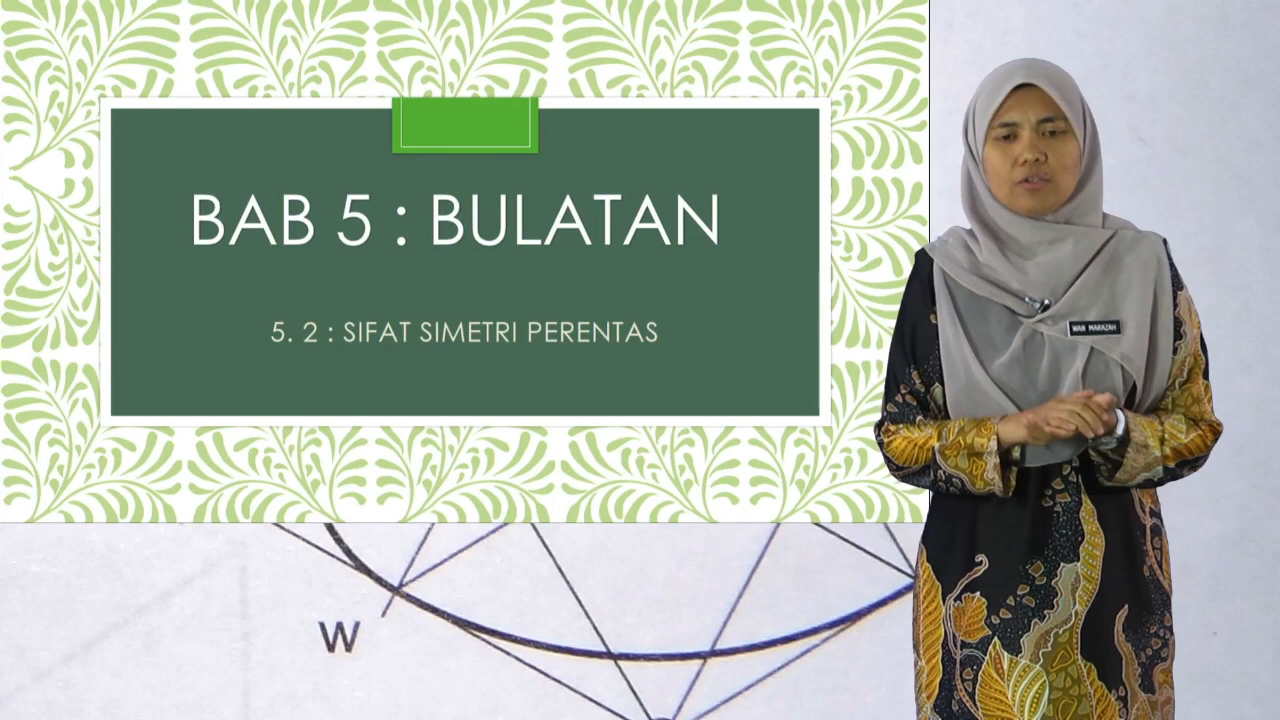 BAB 5 : BULATAN
5. 2 : SIFAT SIMETRI PERENTAS
WAN MARAZAH
W